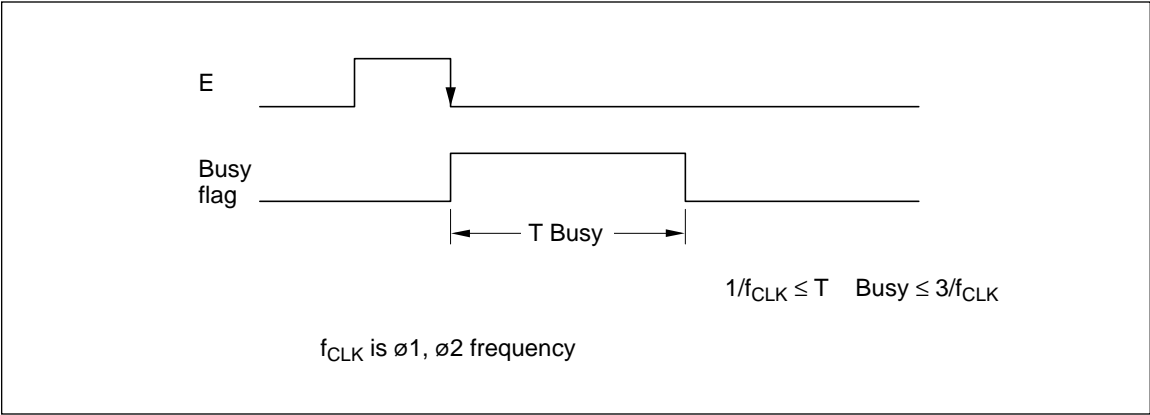 E
Busy
flag
T Busy
1/fCLK ≤ T Busy ≤ 3/fCLK
fCLK is ø1, ø2 frequency